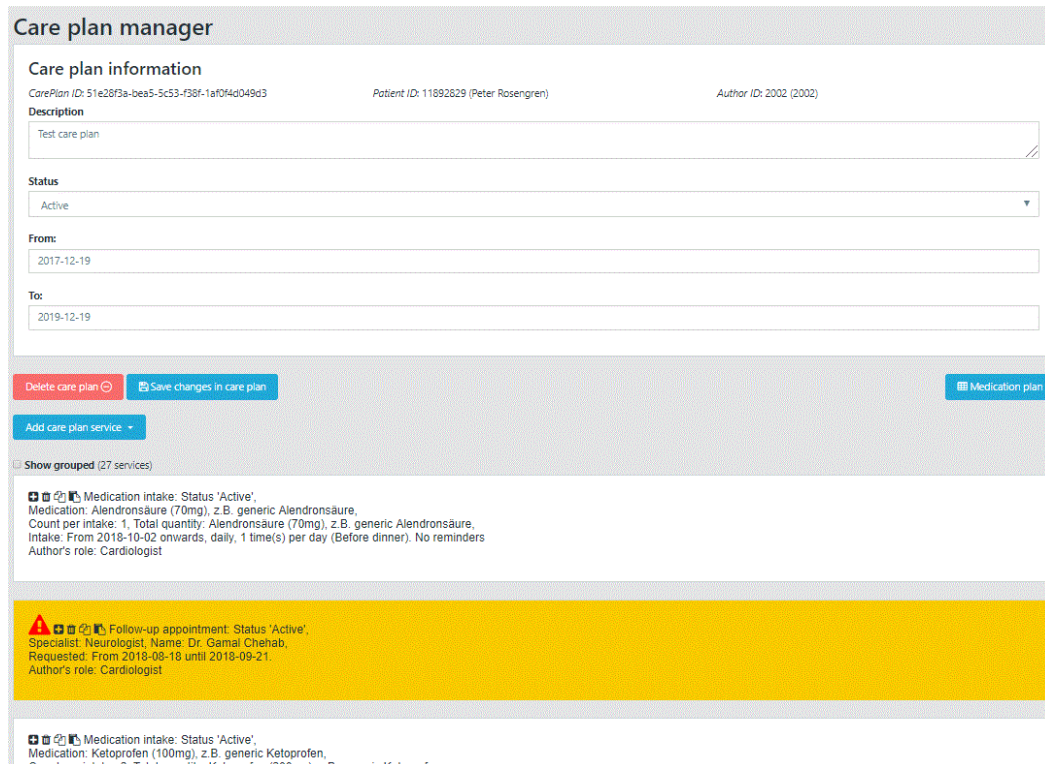 Care plan manager
Care plan information
CarePlan ID: 51e28f3a-bea5-5c53-f38f-1af0f4d049d3 Patient ID: 11892829 (Peter Rosengren) Author ID: 2002 (2002)
Description
Test care plan
Status
Active
From:
2017-12-19
To:
2019-12-19
Delete care plan Save changes in care plan Medication plan
Add care plan service
Show grouped (27 services)
Medication intake: Status 'Active',
Medication: Alendronsäure (70mg), z.B. generic Alendronsäure,
Count per intake: 1, Total quantity: Alendronsäure (70mg), z.B. generic Alendronsäure,
Intake: From 2018-10-02 onwards, daily, 1 time(s) per day (Before dinner). No reminders
Author's role: Cardiologist
Follow-up appointment: Status 'Active',
Specialist: Neurologist, Name: Dr. Gamal Chehab,
Requested: From 2018-08-18 until 2018-09-21.
Author's role: Cardiologist
Medication intake: Status 'Active',
Medication: Ketoprofen (100mg), z.B. generic Ketoprofen,